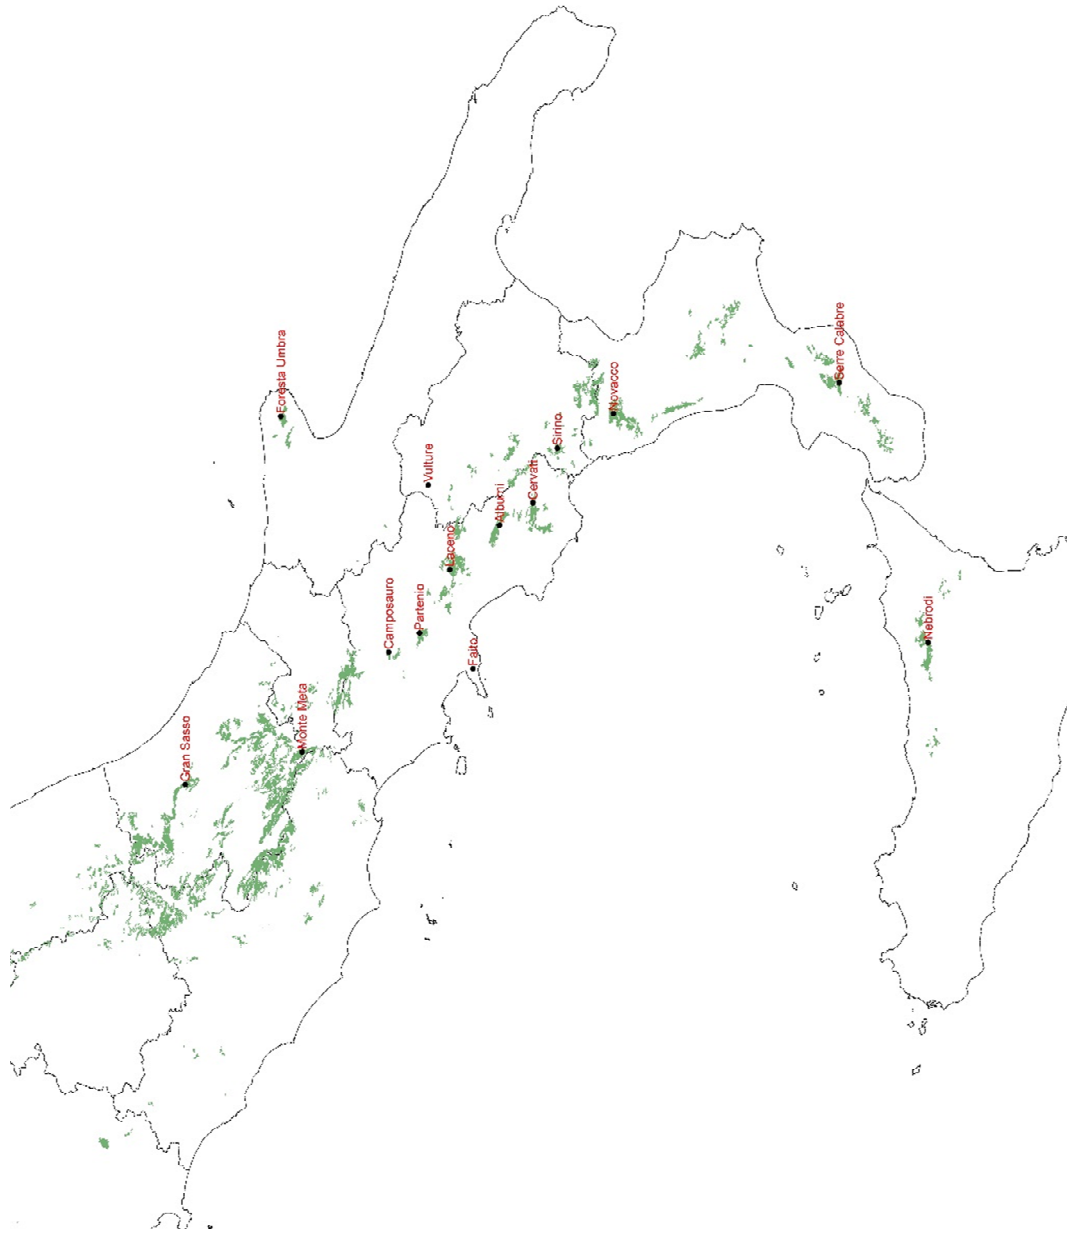 Foresta Umbra
Gran Sasso
Monte Meta
Vulture
Camposauro
Partenio
Laceno
Faito
Alburni
Cervati
Sirino
Novacco
Serre Calabre
Nebrodi